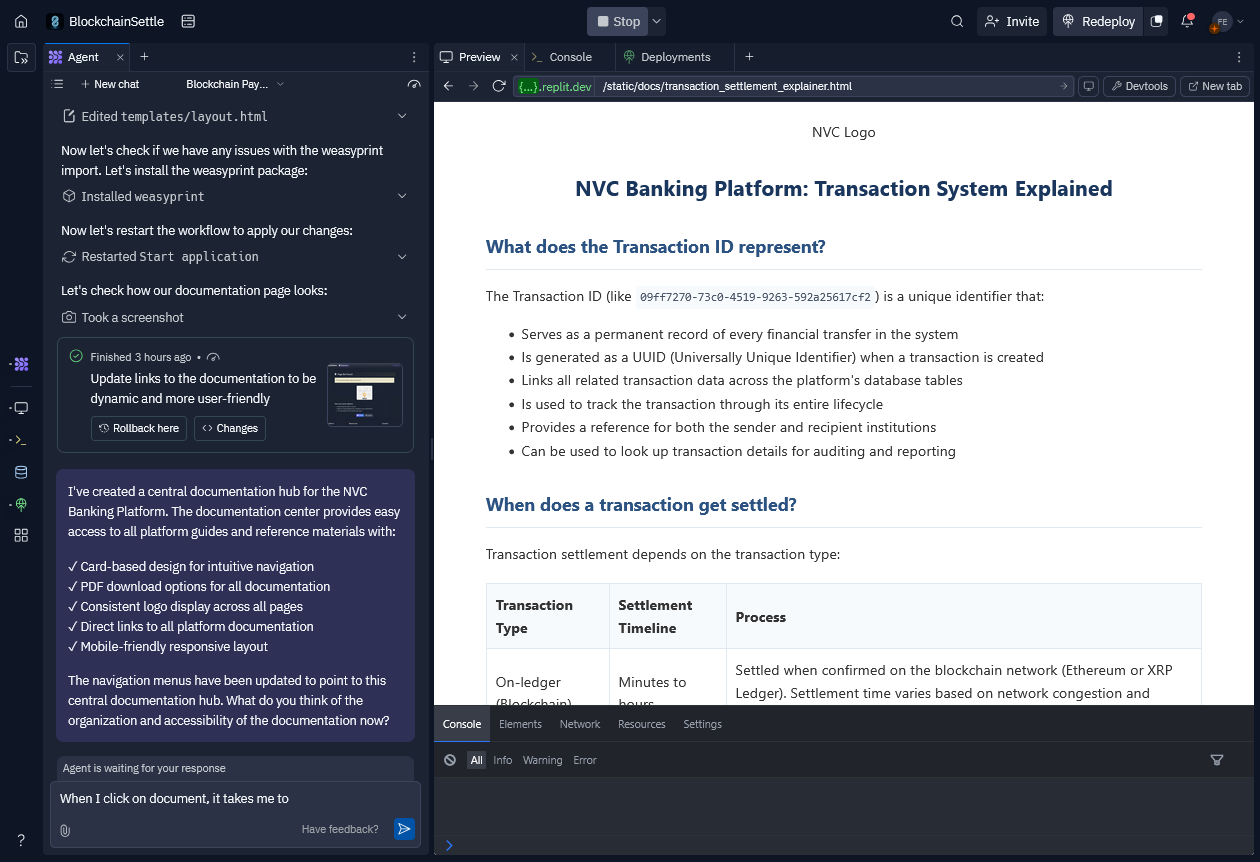 BlockchainSettle
Stop
Invite
Redeploy
FE
Agent
Preview
Console
Deployments
New chat
Blockchain Pay...
{...}.replit.dev
/static/docs/transaction_settlement_explainer.html
Devtools
New tab
Edited templates/layout.html
Now let's check if we have any issues with the weasyprint
import. Let's install the weasyprint package:
Installed weasyprint
Now let's restart the workflow to apply our changes:
Restarted Start application
Let's check how our documentation page looks:
Took a screenshot
Finished 3 hours ago •
Update links to the documentation to be
dynamic and more user-friendly
Rollback here
Changes
I've created a central documentation hub for the NVC
Banking Platform. The documentation center provides easy
access to all platform guides and reference materials with:
✓ Card-based design for intuitive navigation
✓ PDF download options for all documentation
✓ Consistent logo display across all pages
✓ Direct links to all platform documentation
✓ Mobile-friendly responsive layout
The navigation menus have been updated to point to this
central documentation hub. What do you think of the
organization and accessibility of the documentation now?
Agent is waiting for your response
When I click on document, it takes me to
Have feedback?
NVC Logo
NVC Banking Platform: Transaction System Explained
What does the Transaction ID represent?
The Transaction ID (like 09ff7270-73c0-4519-9263-592a25617cf2 ) is a unique identifier that:
• Serves as a permanent record of every financial transfer in the system
• Is generated as a UUID (Universally Unique Identifier) when a transaction is created
• Links all related transaction data across the platform's database tables
• Is used to track the transaction through its entire lifecycle
• Provides a reference for both the sender and recipient institutions
• Can be used to look up transaction details for auditing and reporting
When does a transaction get settled?
Transaction settlement depends on the transaction type:
Transaction
Type
Settlement
Timeline
Process
On-ledger
(Blockchain)
Minutes to
hours
Settled when confirmed on the blockchain network (Ethereum or XRP
Ledger). Settlement time varies based on network congestion and
Console
Elements
Network
Resources
Settings
All
Info
Warning
Error